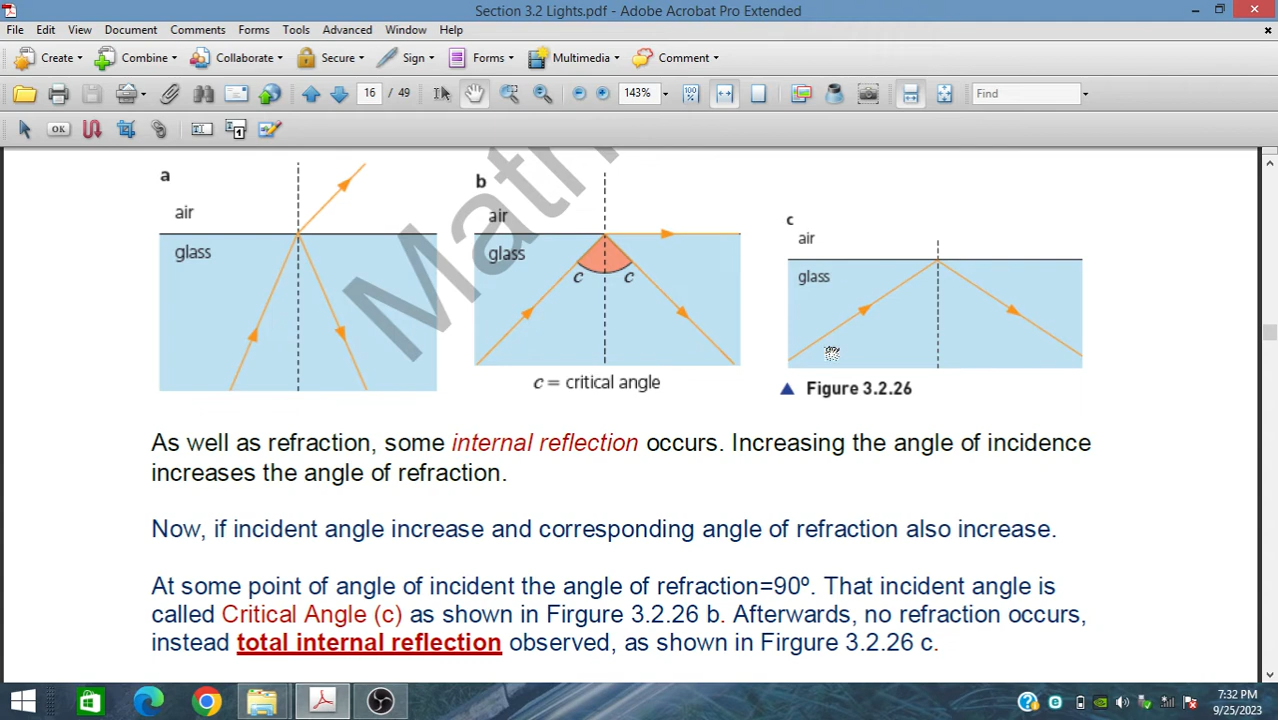 Section 3.2 Lights.pdf - Adobe Acrobat Pro Extended
File Edit View Document Comments Forms Tools Advanced Window Help
Create Combine Collaborate Secure Sign Forms Multimedia Comment
16 / 49 143% Find
OK
a
air
glass
b
air
glass
c c
c = critical angle
c
air
glass
Figure 3.2.26
As well as refraction, some internal reflection occurs. Increasing the angle of incidence
increases the angle of refraction.
Now, if incident angle increase and corresponding angle of refraction also increase.
At some point of angle of incident the angle of refraction=90º. That incident angle is
called Critical Angle (c) as shown in Firgure 3.2.26 b. Afterwards, no refraction occurs,
instead total internal reflection observed, as shown in Firgure 3.2.26 c.
7:32 PM
9/25/2023